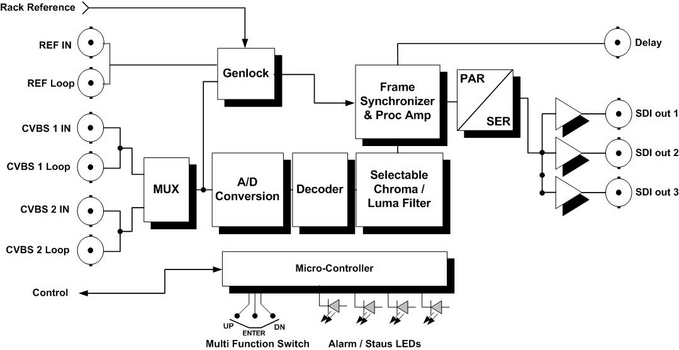 Rack Reference
REF IN
REF Loop
CVBS 1 IN
CVBS 1 Loop
CVBS 2 IN
CVBS 2 Loop
Control
Genlock
MUX
A/D
Conversion
Decoder
Selectable
Chroma /
Luma Filter
Frame
Synchronizer
& Proc Amp
PAR
SER
Delay
SDI out 1
SDI out 2
SDI out 3
Micro-Controller
UP
ENTER
DN
Multi Function Switch
Alarm / Staus LEDs